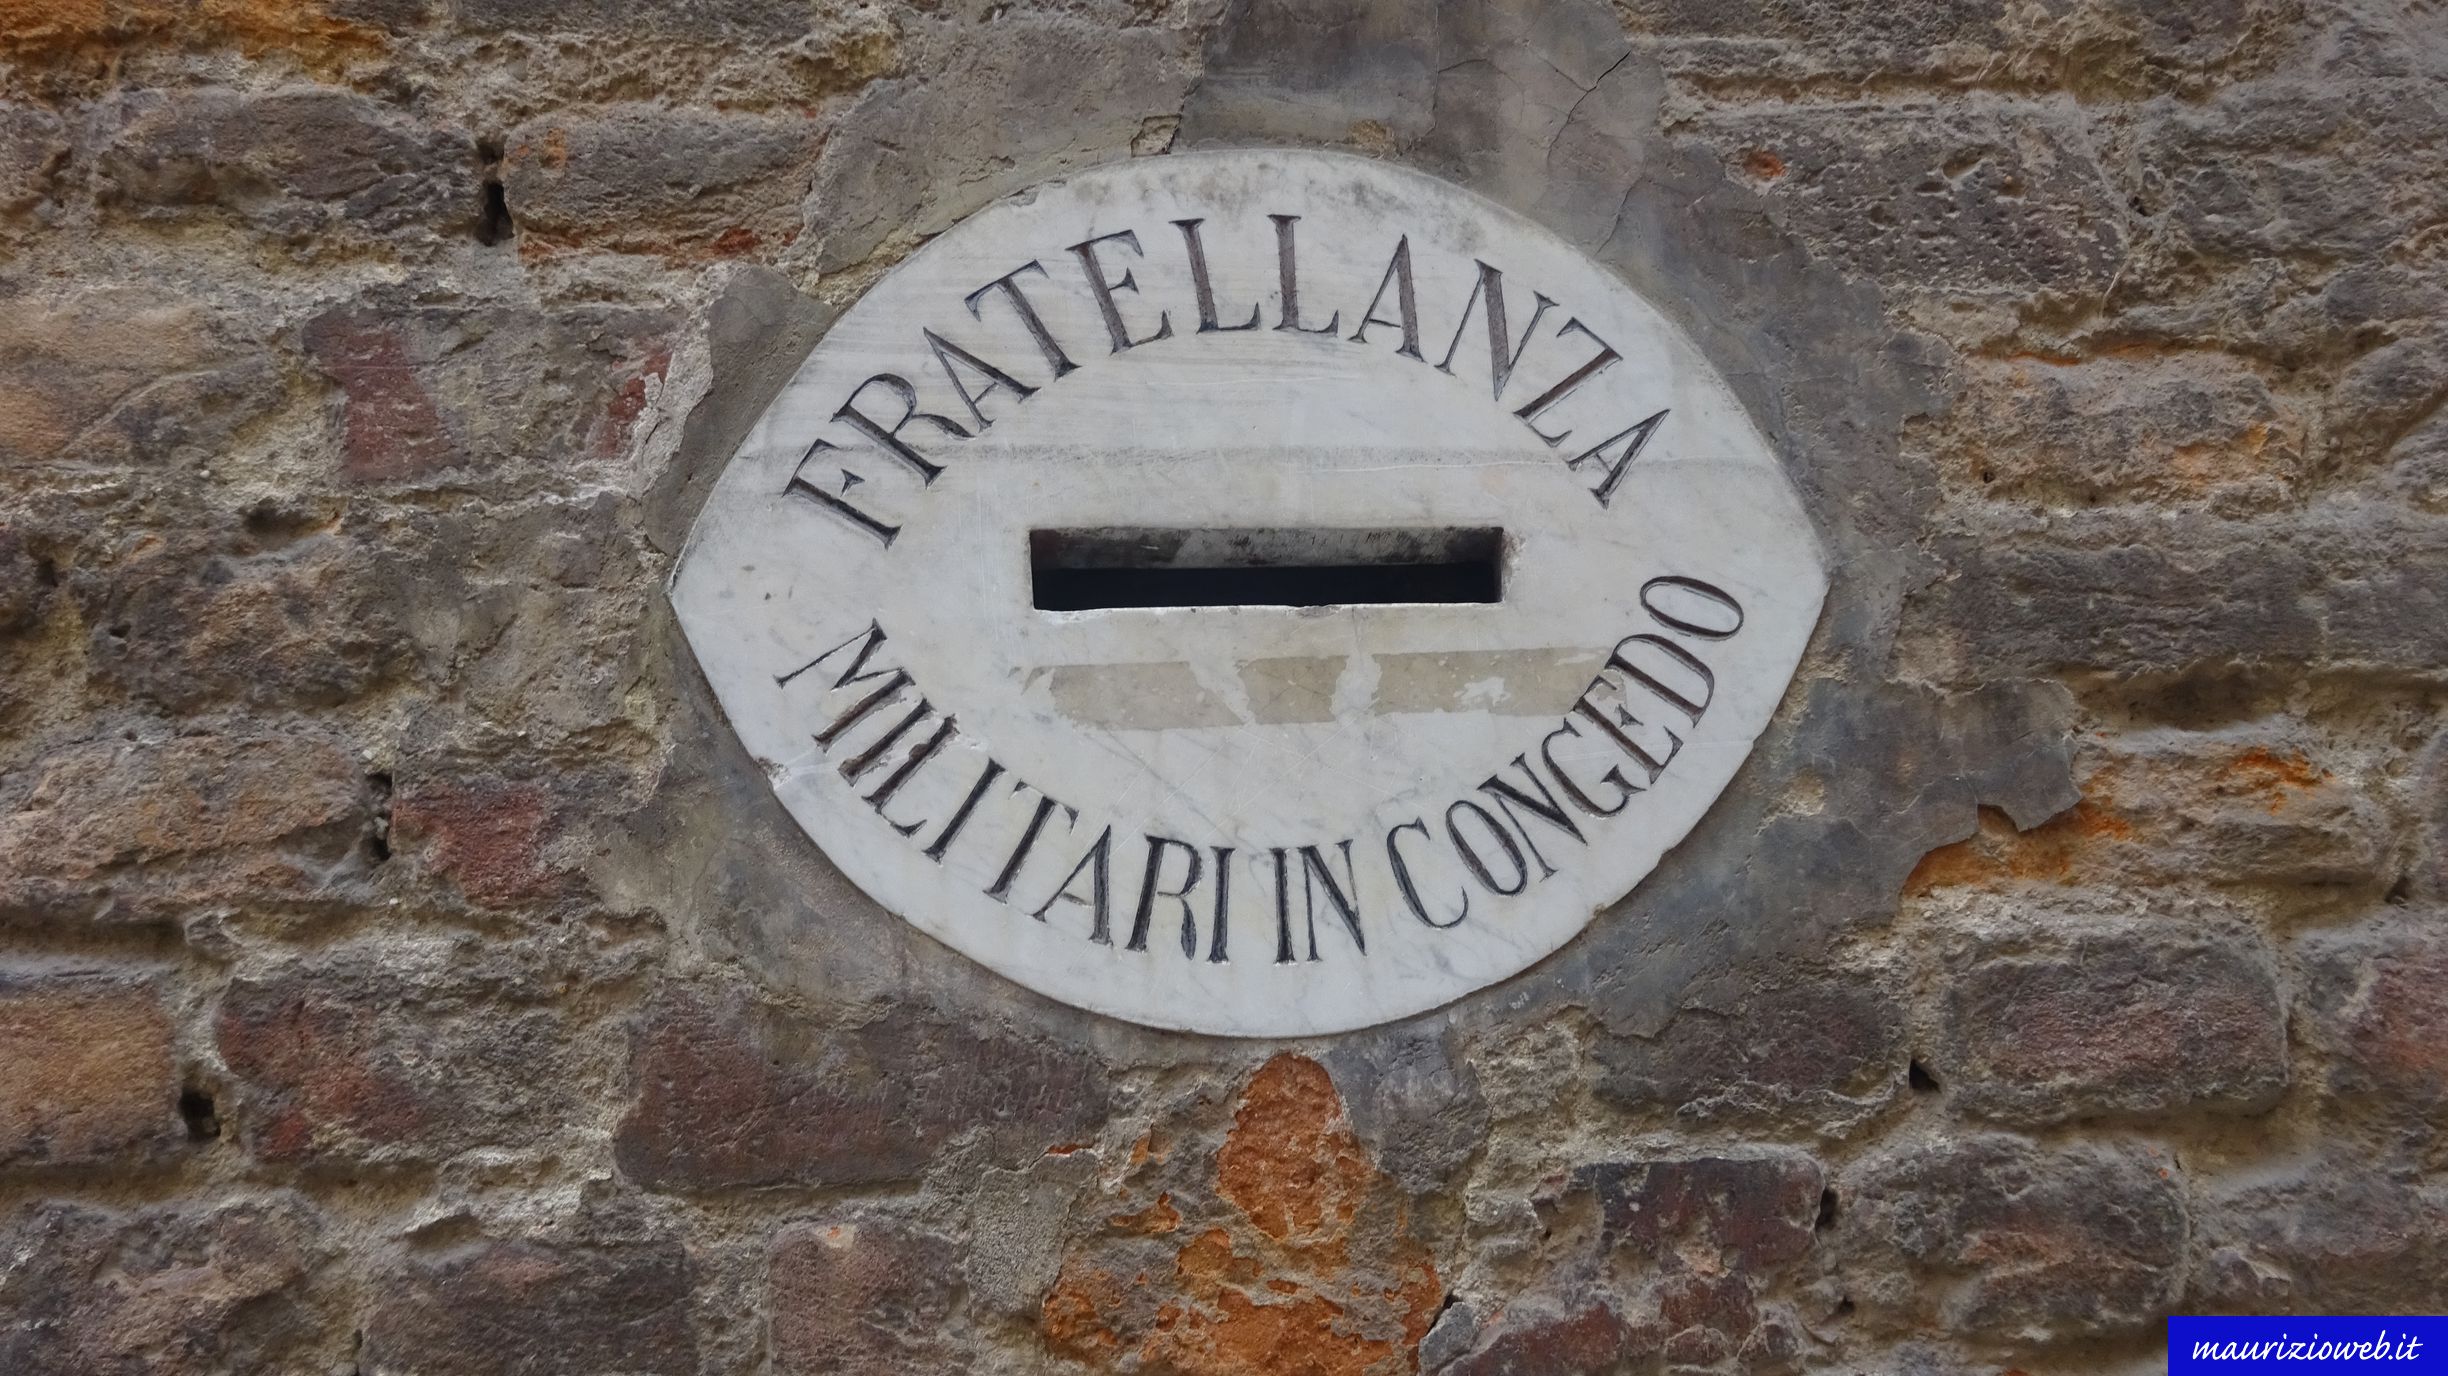 FRATELLANZA
MILITARI IN CONGEDO
maurizioweb.it